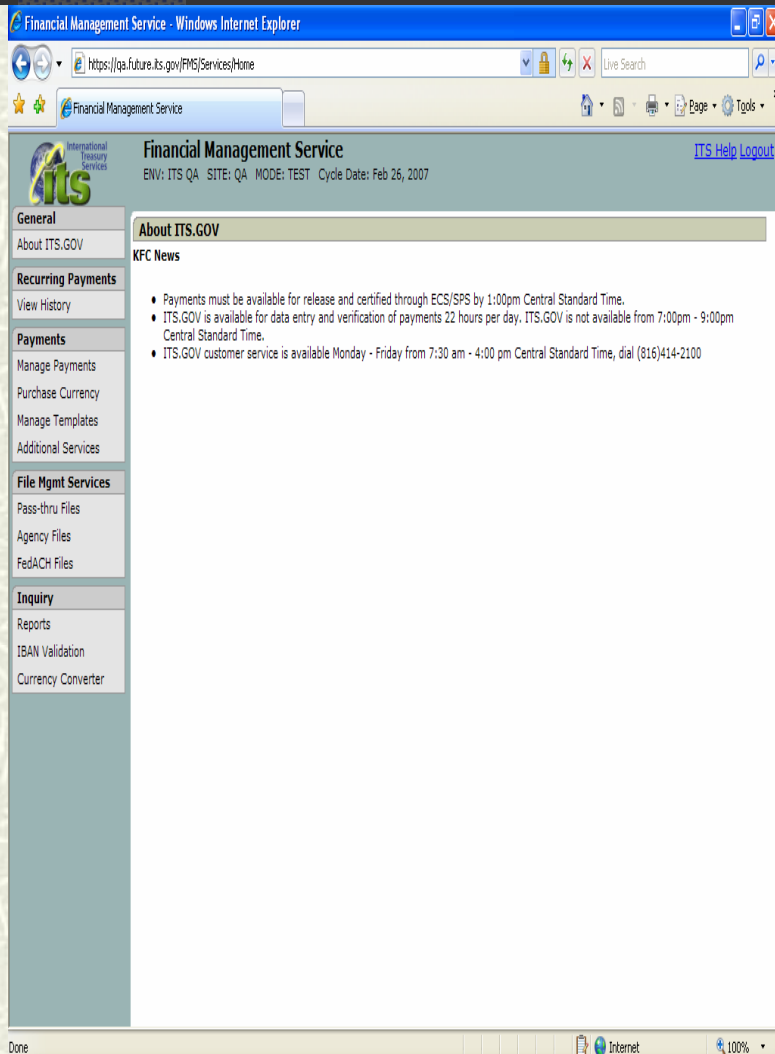 Financial Management Service - Windows Internet Explorer
https://qa.future.its.gov/FMS/Services/Home
Live Search
Financial Management Service
Page
Tools
International
Treasury
Services
its
Financial Management Service
ENV: ITS QA SITE: QA MODE: TEST Cycle Date: Feb 26, 2007
ITS Help Logout
General
About ITS.GOV
Recurring Payments
View History
Payments
Manage Payments
Purchase Currency
Manage Templates
Additional Services
File Mgmt Services
Pass-thru Files
Agency Files
FedACH Files
Inquiry
Reports
IBAN Validation
Currency Converter
About ITS.GOV
KFC News
• Payments must be available for release and certified through ECS/SPS by 1:00pm Central Standard Time.
• ITS.GOV is available for data entry and verification of payments 22 hours per day. ITS.GOV is not available from 7:00pm - 9:00pm
Central Standard Time.
• ITS.GOV customer service is available Monday - Friday from 7:30 am - 4:00 pm Central Standard Time, dial (816)414-2100
Done
Internet
100%